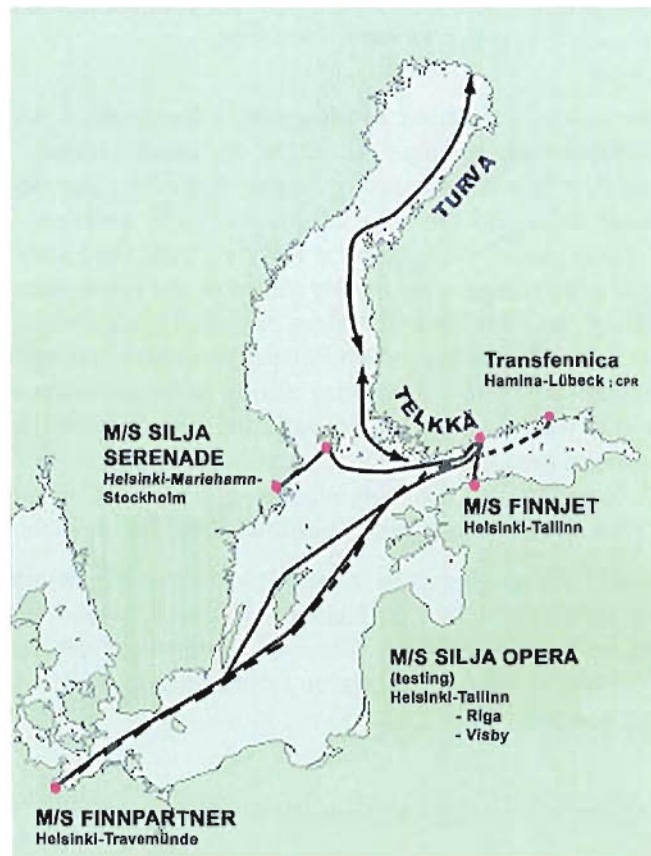 TURVA
Transfennica
Hamina-Lübeck ; CPR
TELKKÄ
M/S SILJA
SERENADE
Helsinki-Mariehamn-
Stockholm
M/S FINNJET
Helsinki-Tallinn
M/S SILJA OPERA
(testing)
Helsinki-Tallinn
- Riga
- Visby
M/S FINNPARTNER
Helsinki-Travemünde